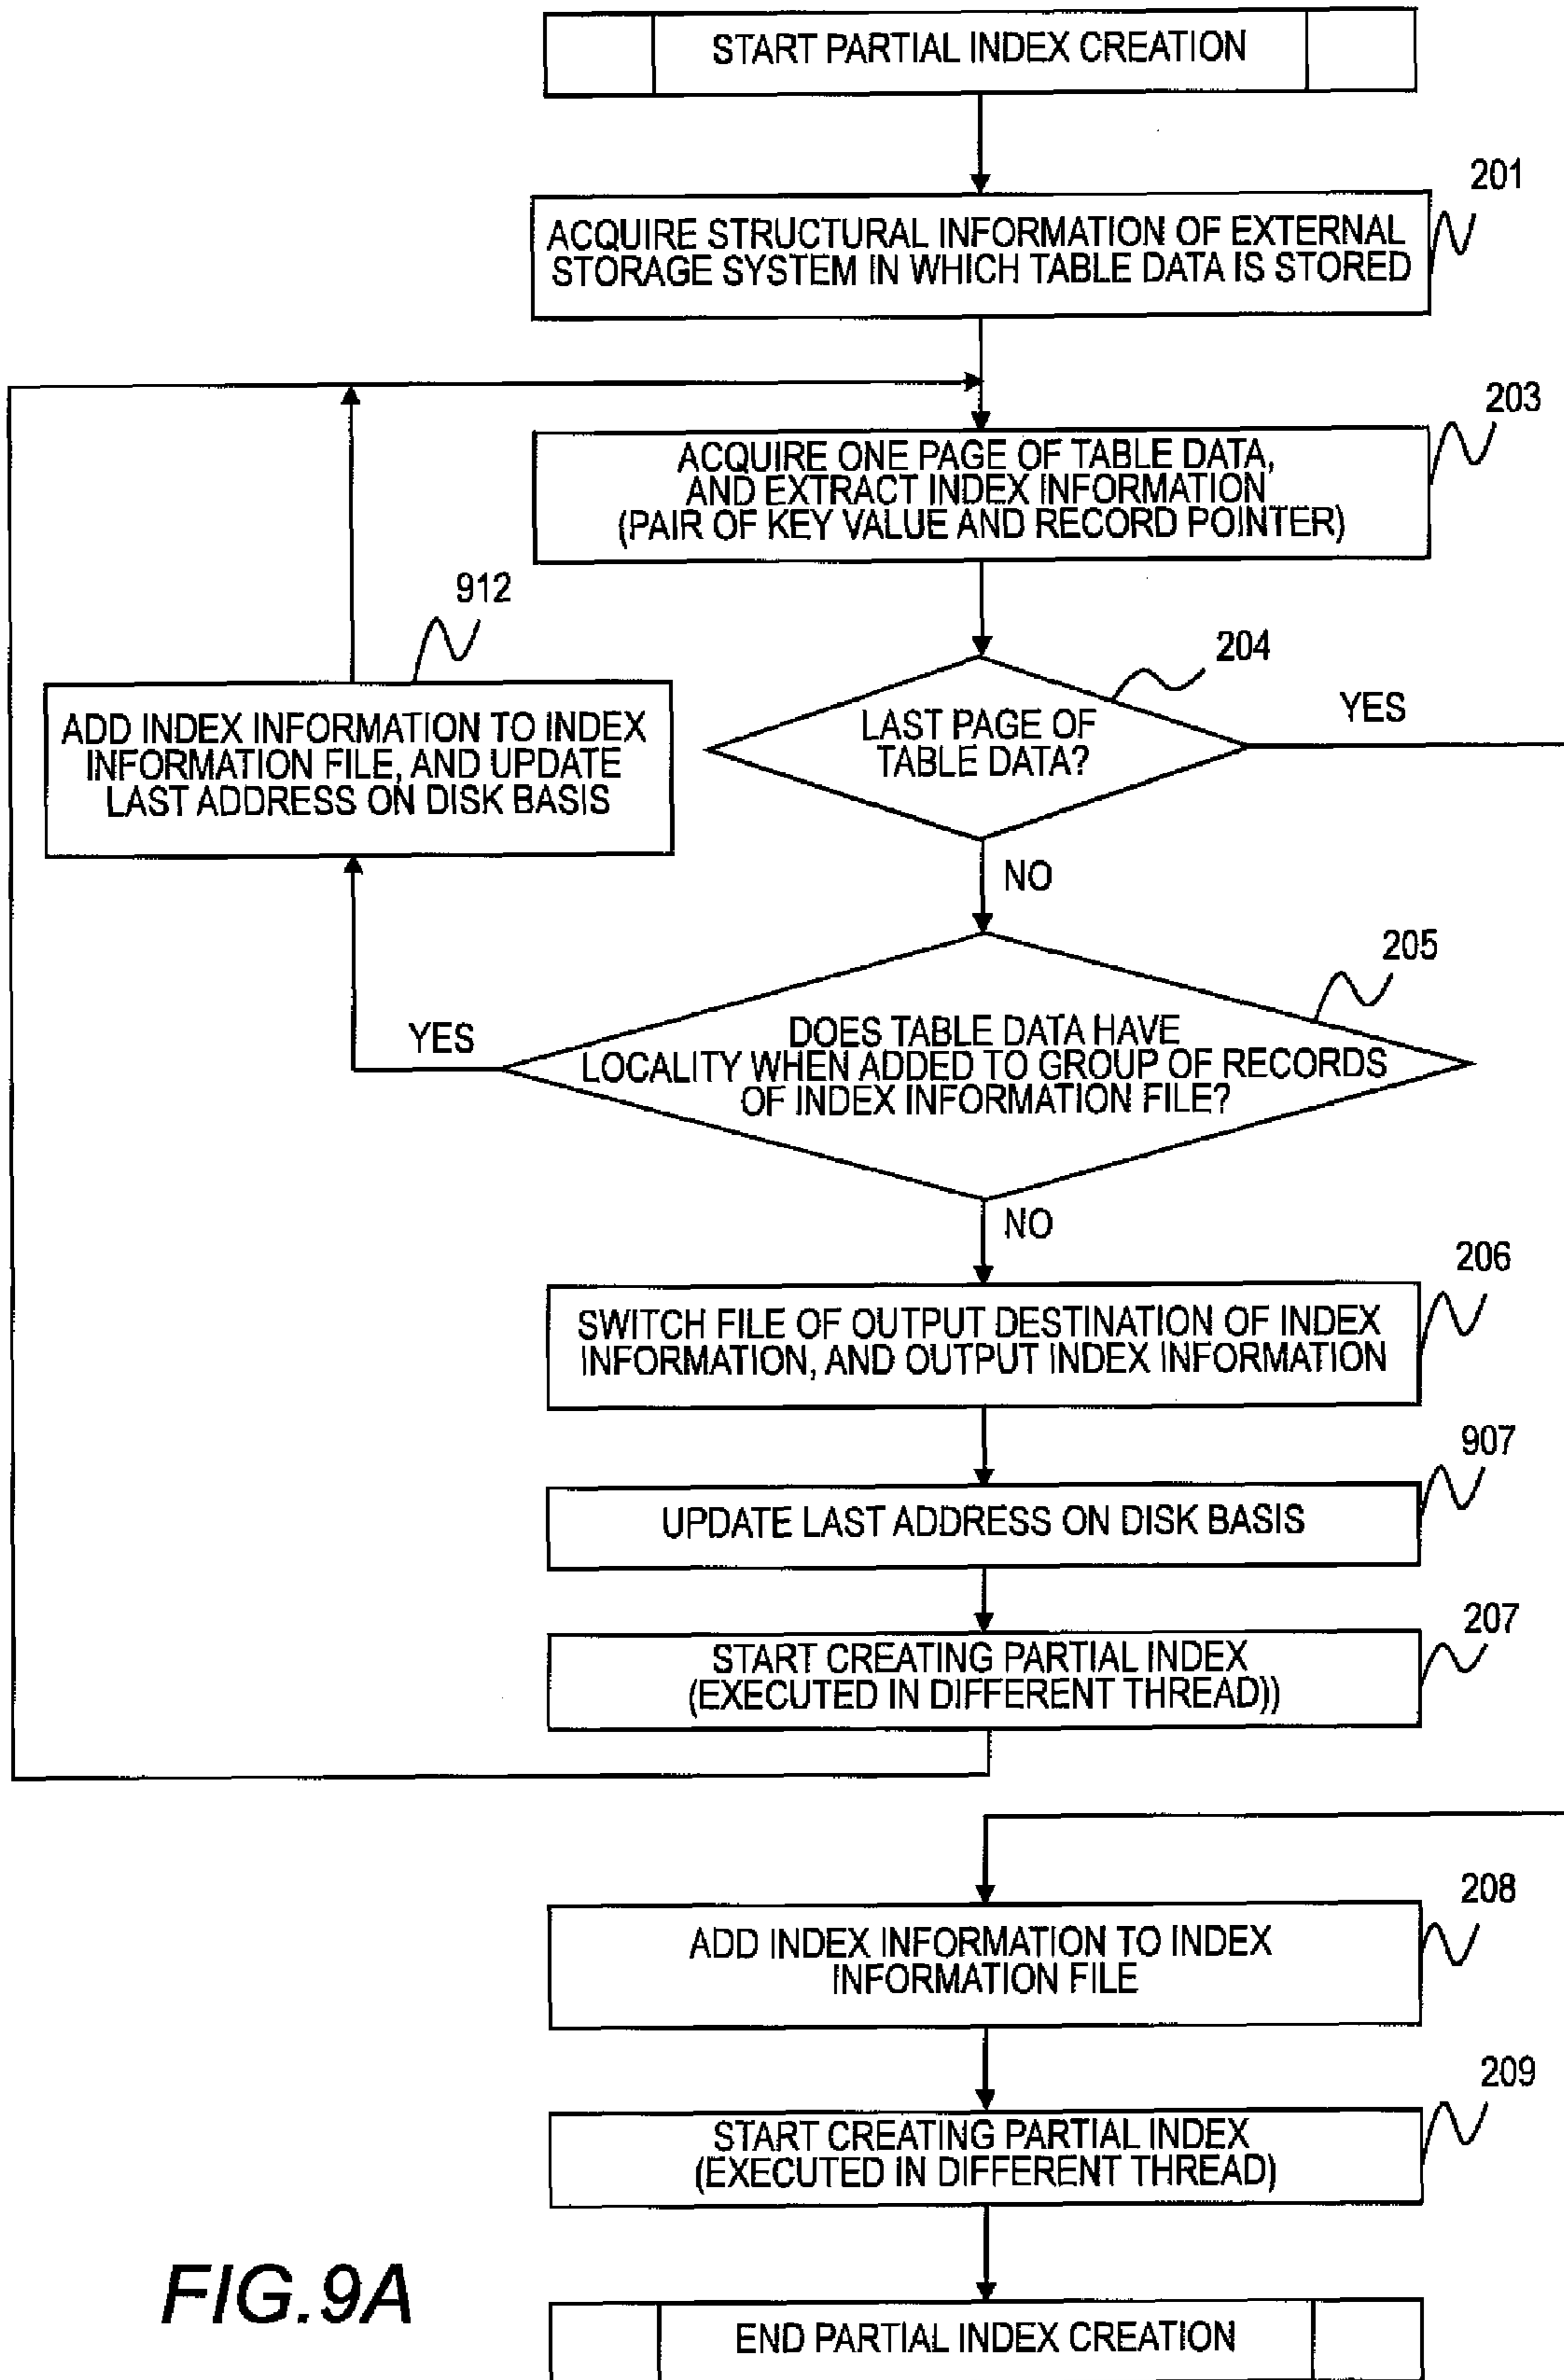 START PARTIAL INDEX CREATION
201
ACQUIRE STRUCTURAL INFORMATION OF EXTERNAL
STORAGE SYSTEM IN WHICH TABLE DATA IS STORED
203
ACQUIRE ONE PAGE OF TABLE DATA,
AND EXTRACT INDEX INFORMATION
(PAIR OF KEY VALUE AND RECORD POINTER)
912
ADD INDEX INFORMATION TO INDEX
INFORMATION FILE, AND UPDATE
LAST ADDRESS ON DISK BASIS
204
LAST PAGE OF
TABLE DATA?
YES
NO
205
DOES TABLE DATA HAVE
LOCALITY WHEN ADDED TO GROUP OF RECORDS
OF INDEX INFORMATION FILE?
YES
NO
206
SWITCH FILE OF OUTPUT DESTINATION OF INDEX
INFORMATION, AND OUTPUT INDEX INFORMATION
907
UPDATE LAST ADDRESS ON DISK BASIS
207
START CREATING PARTIAL INDEX
(EXECUTED IN DIFFERENT THREAD))
208
ADD INDEX INFORMATION TO INDEX
INFORMATION FILE
209
START CREATING PARTIAL INDEX
(EXECUTED IN DIFFERENT THREAD)
END PARTIAL INDEX CREATION
FIG.9A